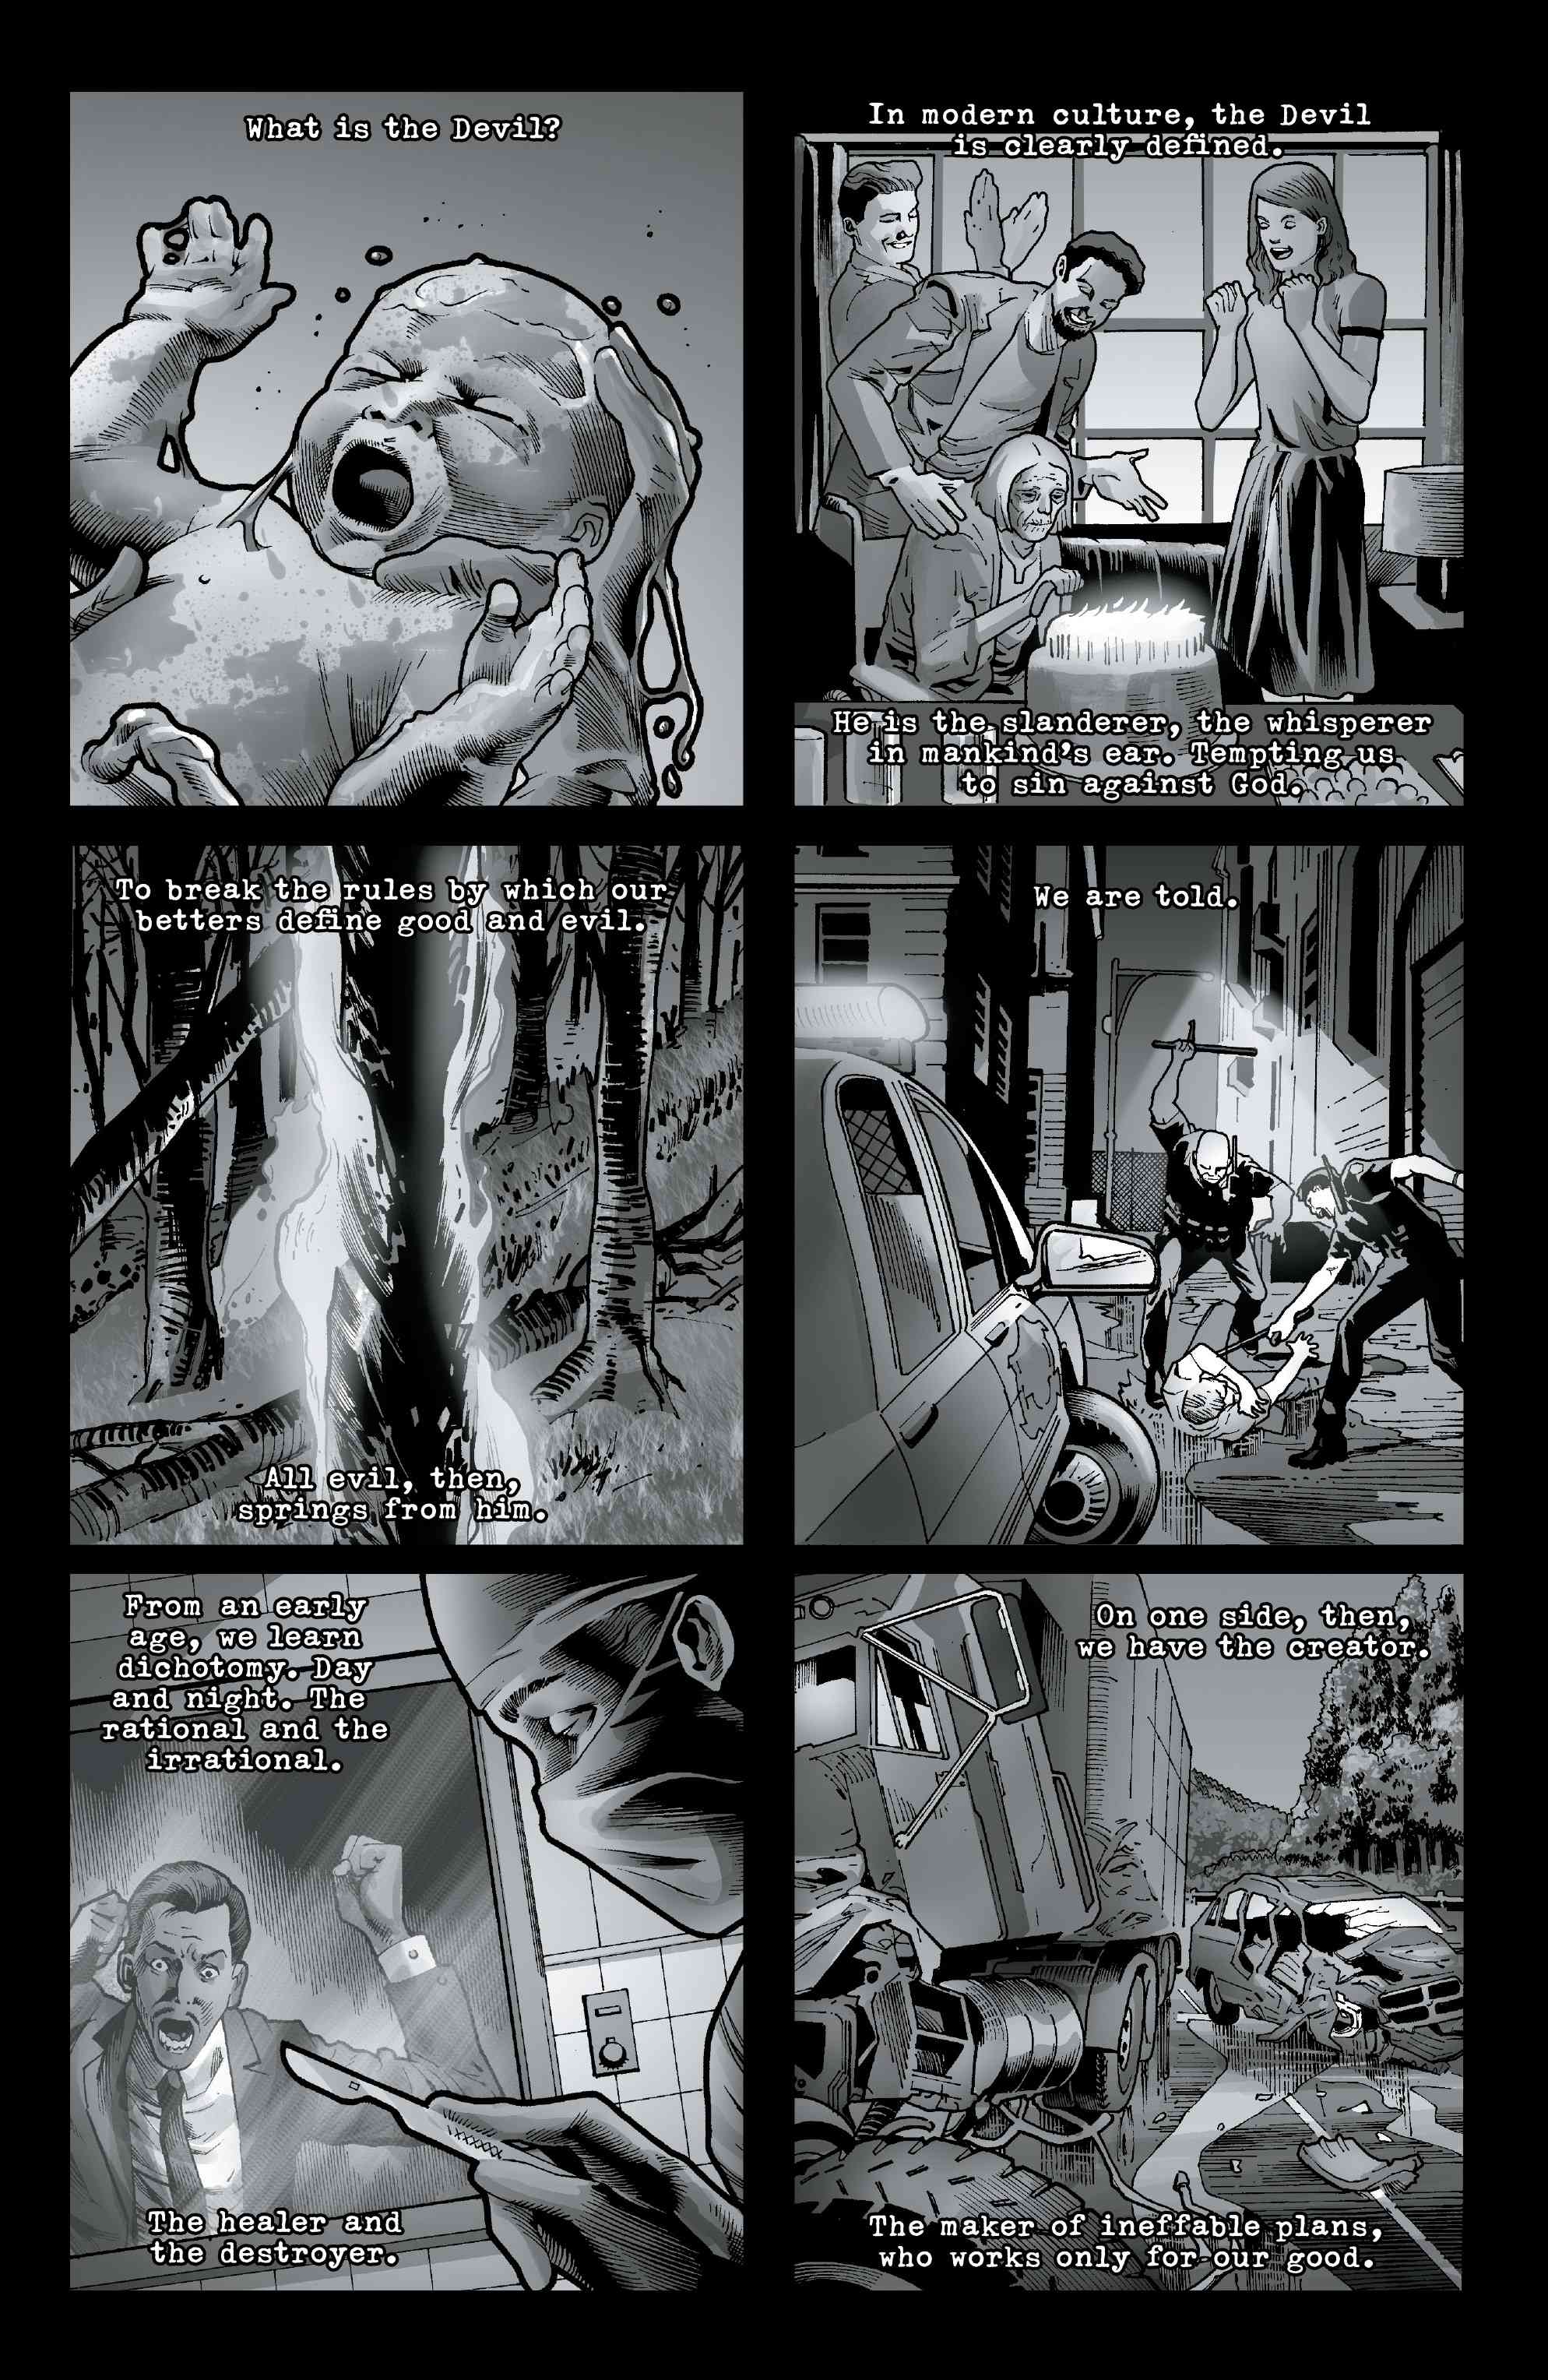 What is the Devil?
In modern culture, the Devil
is clearly defined.
He is the slanderer, the whisperer
in mankind's ear. Tempting us
to sin against God.
To break the rules by which our
betters define good and evil.
All evil, then,
springs from him.
We are told.
From an early
age, we learn
dichotomy. Day
and night. The
rational and the
irrational.
The healer and
the destroyer.
On one side, then,
we have the creator.
The maker of ineffable plans,
who works only for our good.